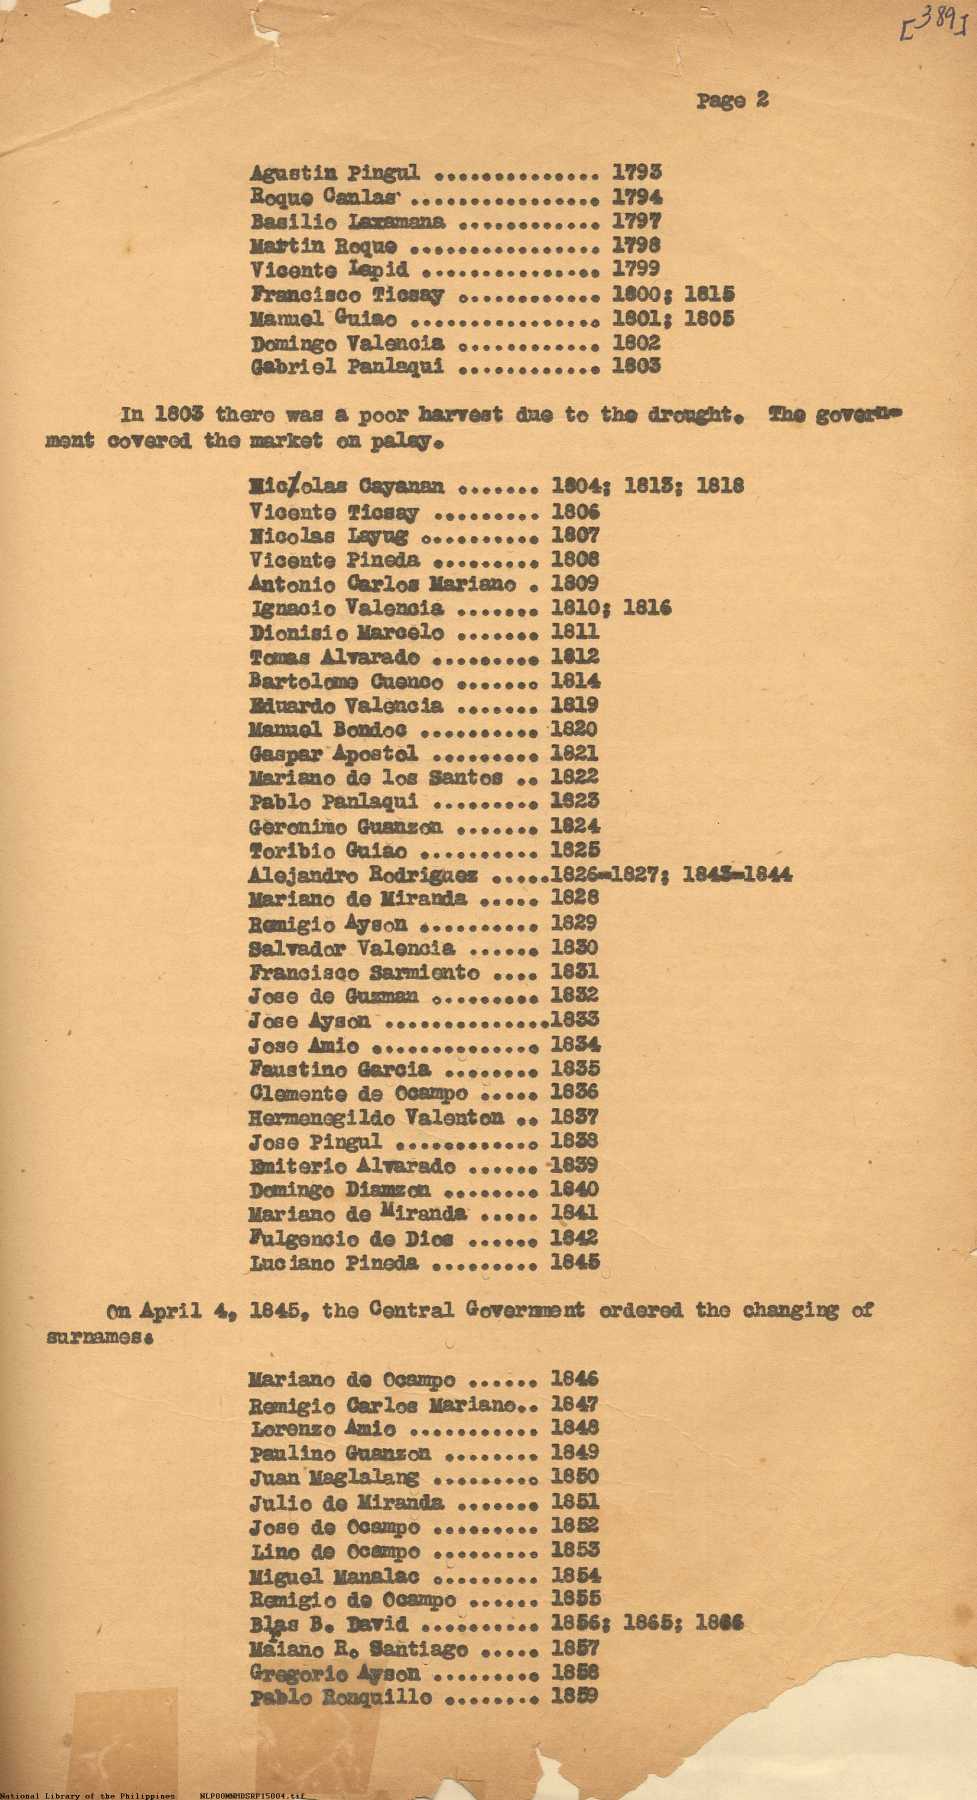 [389]
Page 2
Agustin Pingul .............. 1793
Roque Canlas ................ 1794
Basilio Laxamana ............ 1797
Martin Roque ................ 1798
Vicente Lapid ............... 1799
Francisco Ticsay ............ 1800; 1815
Manuel Guiao ................ 1801; 1805
Domingo Valencia ............ 1802
Gabriel Panlaqui ............ 1803
In 1803 there was a poor harvest due to the drought. The govern-
ment covered the market on palay.
Nicolas Cayanan ....... 1804; 1813; 1818
Vicente Ticsay ......... 1806
Nicolas Layug .......... 1807
Vicente Pineda ......... 1808
Antonio Carlos Mariano . 1809
Ignacio Valencia ....... 1810; 1816
Dionisio Marcelo ....... 1811
Tomas Alvarado ......... 1812
Bartolome Cuenco ....... 1814
Eduardo Valencia ....... 1819
Manuel Bondoc .......... 1820
Gaspar Apostol ......... 1821
Mariano de los Santos .. 1822
Pablo Panlaqui ......... 1823
Geronimo Guanzon ....... 1824
Toribio Guiao .......... 1825
Alejandro Rodriguez .....1826-1827; 1843-1844
Mariano de Miranda ..... 1828
Remigio Ayson .......... 1829
Salvador Valencia ...... 1830
Francisco Sarmiento .... 1831
Jose de Guzman ......... 1832
Jose Ayson ..............1833
Jose Amio .............. 1834
Faustino Garcia ........ 1835
Clemente de Ocampo ..... 1836
Hermenegildo Valenton .. 1837
Jose Pingul ............ 1838
Emiterio Alvarado ...... 1839
Domingo Diamzon ........ 1840
Mariano de Miranda ..... 1841
Fulgencio de Dios ...... 1842
Luciano Pineda ......... 1845
On April 4, 1845, the Central Government ordered the changing of
surnames.
Mariano de Ocampo ...... 1846
Remigio Carlos Mariano.. 1847
Lorenzo Amio ........... 1848
Paulino Guanzon ........ 1849
Juan Maglalang ......... 1850
Julio de Miranda ....... 1851
Jose de Ocampo ......... 1852
Lino de Ocampo ......... 1853
Miguel Manalac ......... 1854
Remigio de Ocampo ...... 1855
Blas B. David .......... 1856; 1865; 1866
Mariano R. Santiago ..... 1857
Gregorio Ayson ......... 1858
Pablo Ronquillo ........ 1859
National Library of the Philippines NLP00MNMDSRP15004.tif